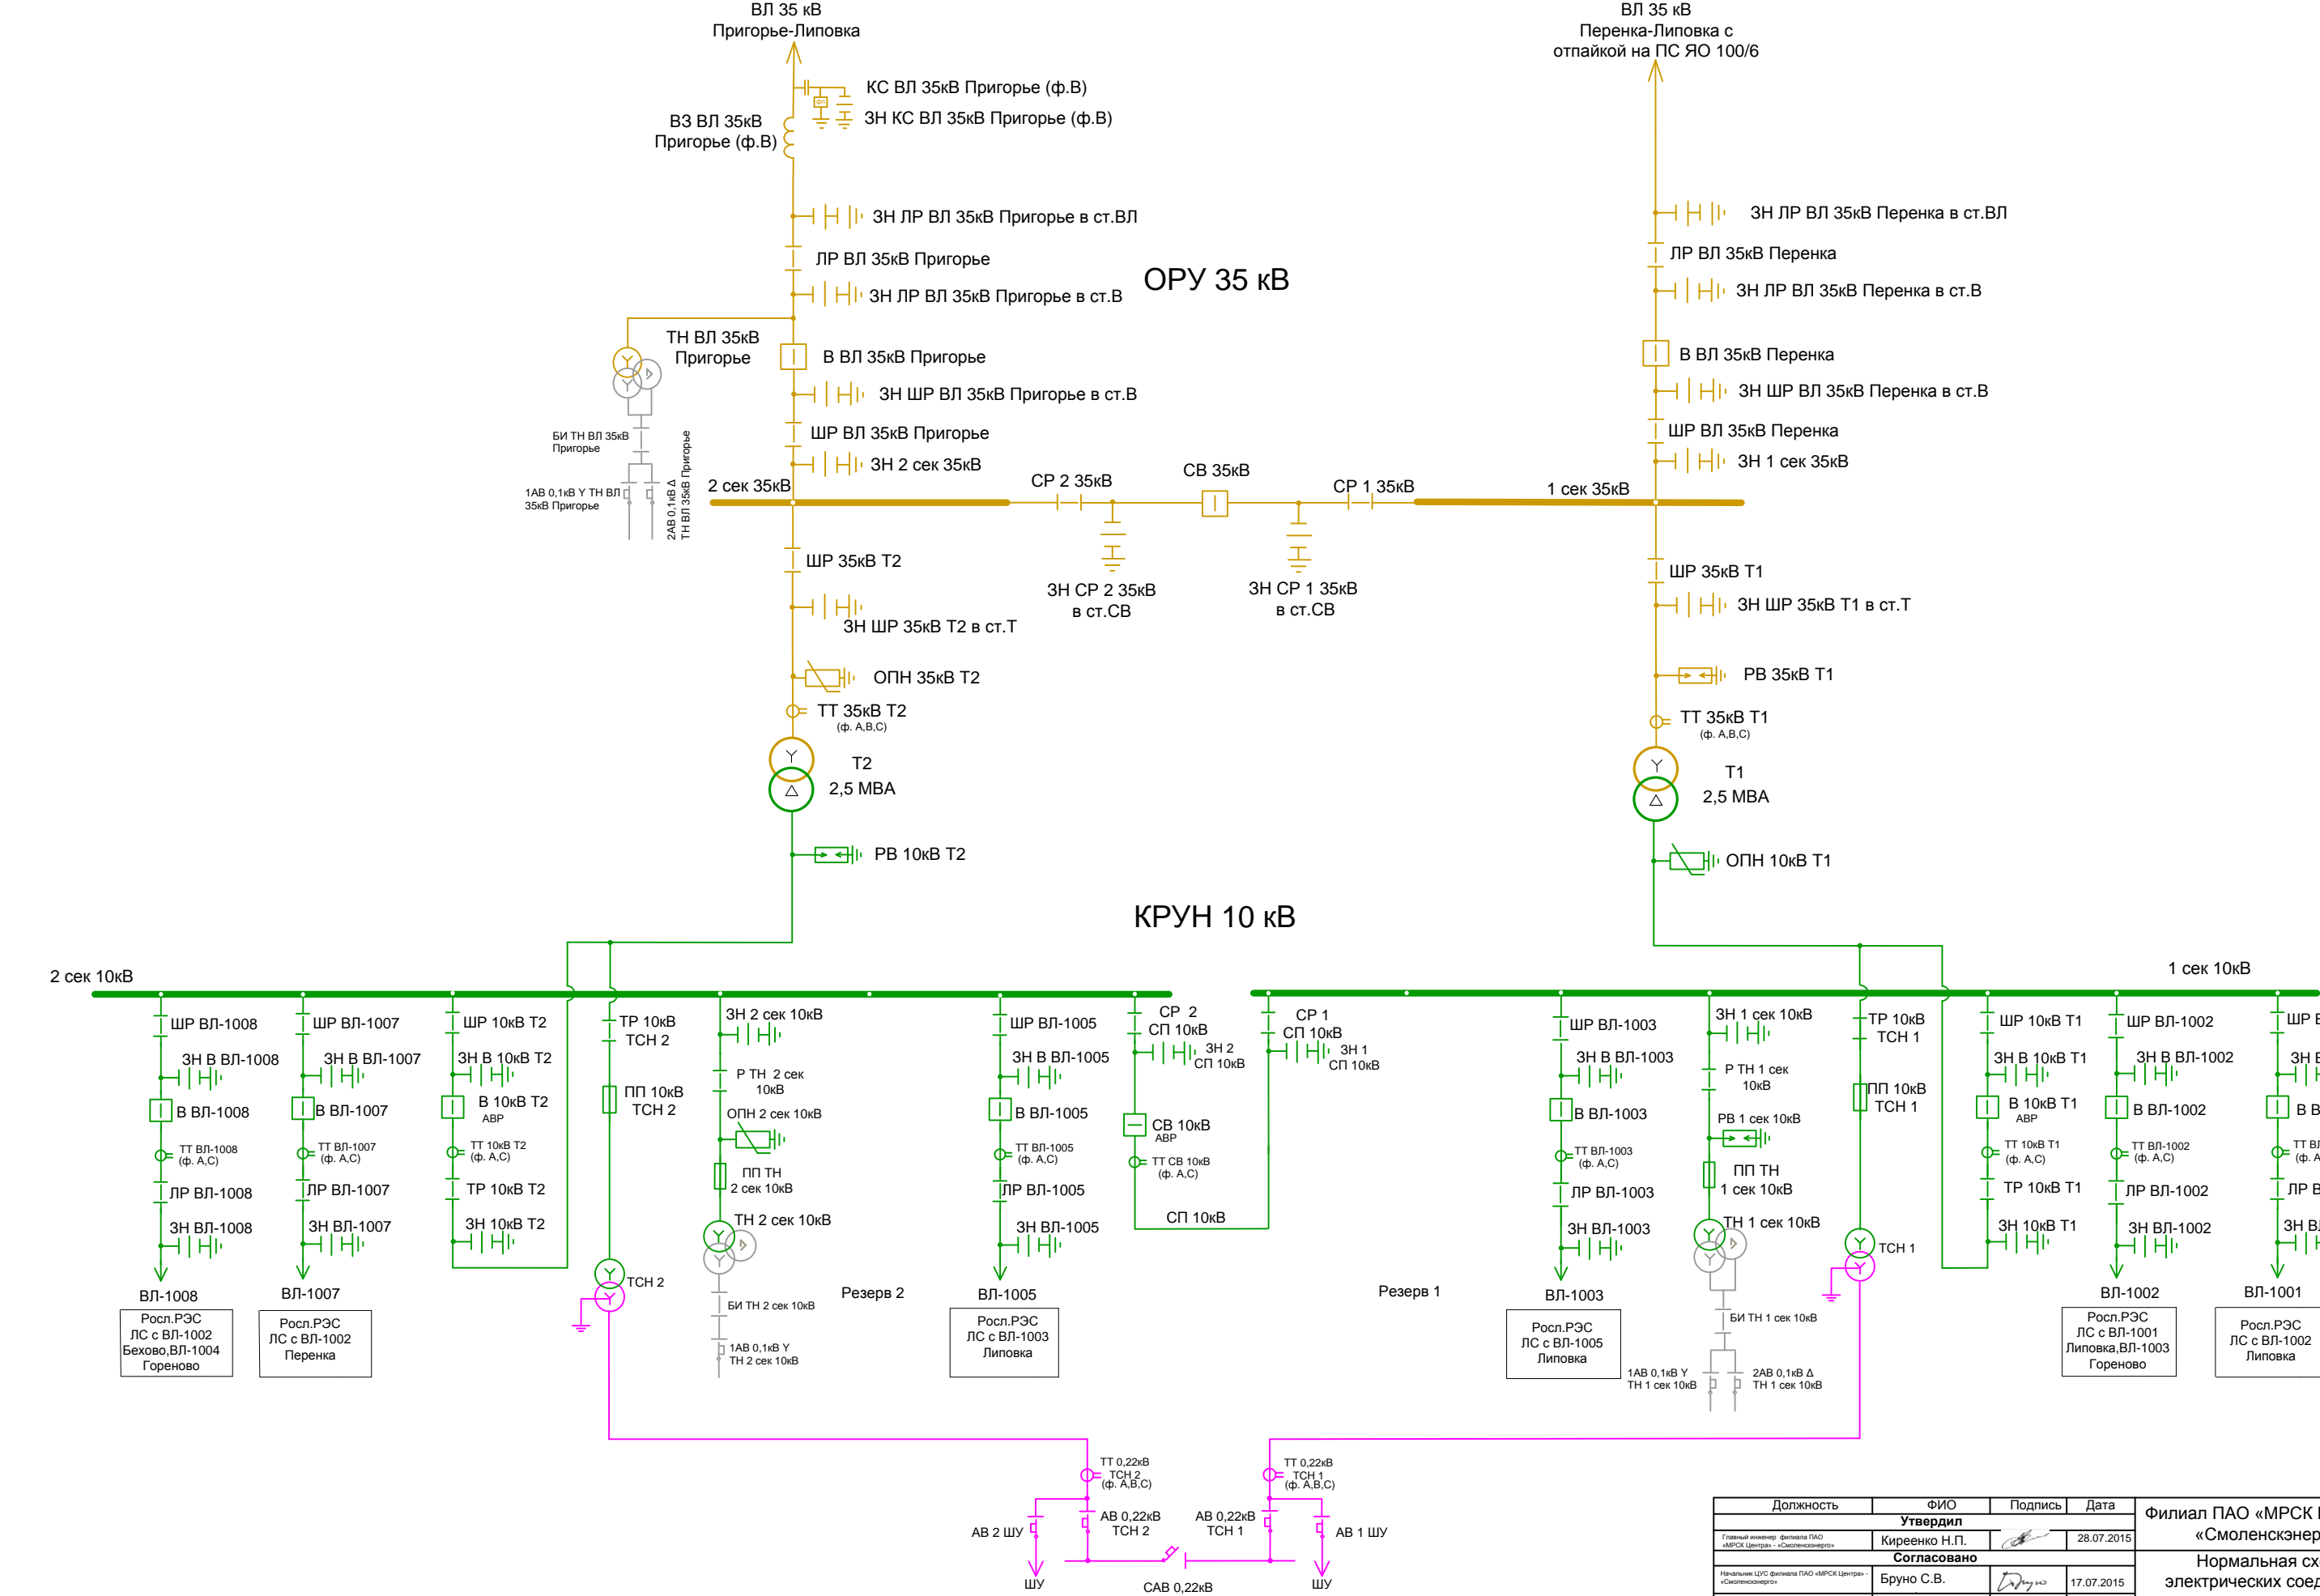 ВЛ 35 кВ
Пригорье-Липовка
ВЛ 35 кВ
Перенка-Липовка с
отпайкой на ПС ЯО 100/6
КС ВЛ 35кВ Пригорье (ф.В)
ФП
ЗН КС ВЛ 35кВ Пригорье (ф.В)
ВЗ ВЛ 35кВ
Пригорье (ф.В)
ЗН ЛР ВЛ 35кВ Пригорье в ст.ВЛ
ЛР ВЛ 35кВ Пригорье
ЗН ЛР ВЛ 35кВ Пригорье в ст.В
ОРУ 35 кВ
ЗН ЛР ВЛ 35кВ Перенка в ст.ВЛ
ЛР ВЛ 35кВ Перенка
ЗН ЛР ВЛ 35кВ Перенка в ст.В
ТН ВЛ 35кВ
Пригорье
В ВЛ 35кВ Пригорье
В ВЛ 35кВ Перенка
ЗН ШР ВЛ 35кВ Пригорье в ст.В
ЗН ШР ВЛ 35кВ Перенка в ст.В
БИ ТН ВЛ 35кВ
Пригорье
ШР ВЛ 35кВ Пригорье
ШР ВЛ 35кВ Перенка
ЗН 2 сек 35кВ
ЗН 1 сек 35кВ
1АВ 0,1кВ Y ТН ВЛ
35кВ Пригорье
2АВ 0,1кВ Δ
ТН ВЛ 35кВ Пригорье
2 сек 35кВ
СР 2 35кВ
СВ 35кВ
СР 1 35кВ
1 сек 35кВ
ШР 35кВ Т2
ШР 35кВ Т1
ЗН СР 2 35кВ
в ст.СВ
ЗН СР 1 35кВ
в ст.СВ
ЗН ШР 35кВ Т2 в ст.Т
ЗН ШР 35кВ Т1 в ст.Т
ОПН 35кВ Т2
РВ 35кВ Т1
ТТ 35кВ Т2
(ф. А,В,С)
ТТ 35кВ Т1
(ф. А,В,С)
Т2
2,5 МВА
Т1
2,5 МВА
РВ 10кВ Т2
ОПН 10кВ Т1
КРУН 10 кВ
2 сек 10кВ
1 сек 10кВ
ШР ВЛ-1008
ЗН В ВЛ-1008
В ВЛ-1008
ТТ ВЛ-1008
(ф. А,С)
ЛР ВЛ-1008
ЗН ВЛ-1008
ВЛ-1008
Росл.РЭС
ЛС с ВЛ-1002
Бехово,ВЛ-1004
Гореново
ШР ВЛ-1007
ЗН В ВЛ-1007
В ВЛ-1007
ТТ ВЛ-1007
(ф. А,С)
ЛР ВЛ-1007
ЗН ВЛ-1007
ВЛ-1007
Росл.РЭС
ЛС с ВЛ-1002
Перенка
ШР 10кВ Т2
ЗН В 10кВ Т2
В 10кВ Т2
АВР
ТТ 10кВ Т2
(ф. А,С)
ТР 10кВ Т2
ЗН 10кВ Т2
ТР 10кВ
ТСН 2
ПП 10кВ
ТСН 2
ТСН 2
ЗН 2 сек 10кВ
Р ТН 2 сек
10кВ
ОПН 2 сек 10кВ
ПП ТН
2 сек 10кВ
ТН 2 сек 10кВ
БИ ТН 2 сек 10кВ
1АВ 0,1кВ Y
ТН 2 сек 10кВ
Резерв 2
ШР ВЛ-1005
ЗН В ВЛ-1005
В ВЛ-1005
ТТ ВЛ-1005
(ф. А,С)
ЛР ВЛ-1005
ЗН ВЛ-1005
ВЛ-1005
Росл.РЭС
ЛС с ВЛ-1003
Липовка
СР 2
СП 10кВ
ЗН 2
СП 10кВ
СВ 10кВ
АВР
ТТ СВ 10кВ
(ф. А,С)
СП 10кВ
СР 1
СП 10кВ
ЗН 1
СП 10кВ
Резерв 1
ШР ВЛ-1003
ЗН В ВЛ-1003
В ВЛ-1003
ТТ ВЛ-1003
(ф. А,С)
ЛР ВЛ-1003
ЗН ВЛ-1003
ВЛ-1003
Росл.РЭС
ЛС с ВЛ-1005
Липовка
ЗН 1 сек 10кВ
Р ТН 1 сек
10кВ
РВ 1 сек 10кВ
ПП ТН
1 сек 10кВ
ТН 1 сек 10кВ
БИ ТН 1 сек 10кВ
1АВ 0,1кВ Y
ТН 1 сек 10кВ
2АВ 0,1кВ Δ
ТН 1 сек 10кВ
ТР 10кВ
ТСН 1
ПП 10кВ
ТСН 1
ТСН 1
ШР 10кВ Т1
ЗН В 10кВ Т1
В 10кВ Т1
АВР
ТТ 10кВ Т1
(ф. А,С)
ТР 10кВ Т1
ЗН 10кВ Т1
ШР ВЛ-1002
ЗН В ВЛ-1002
В ВЛ-1002
ТТ ВЛ-1002
(ф. А,С)
ЛР ВЛ-1002
ЗН ВЛ-1002
ВЛ-1002
Росл.РЭС
ЛС с ВЛ-1001
Липовка,ВЛ-1003
Гореново
ШР
ЗН
В
ТТ
(ф.
ЛР
ЗН
ВЛ-1001
Росл.РЭС
ЛС с ВЛ-1002
Липовка
ТТ 0,22кВ
ТСН 2
(ф. А,В,С)
ТТ 0,22кВ
ТСН 1
(ф. А,В,С)
АВ 2 ШУ
АВ 0,22кВ
ТСН 2
АВ 0,22кВ
ТСН 1
АВ 1 ШУ
ШУ
САВ 0,22кВ
ШУ
Должность ФИО Подпись Дата
Утвердил
Главный инженер филиала ПАО
«МРСК Центра» - «Смоленскэнерго»
Киреенко Н.П. 28.07.2015
Согласовано
Начальник ЦУС филиала ПАО «МРСК Центра» -
«Смоленскэнерго»
Бруно С.В. 17.07.2015
Филиал ПАО «МРСК
«Смоленскэнер
Нормальная сх
электрических соед